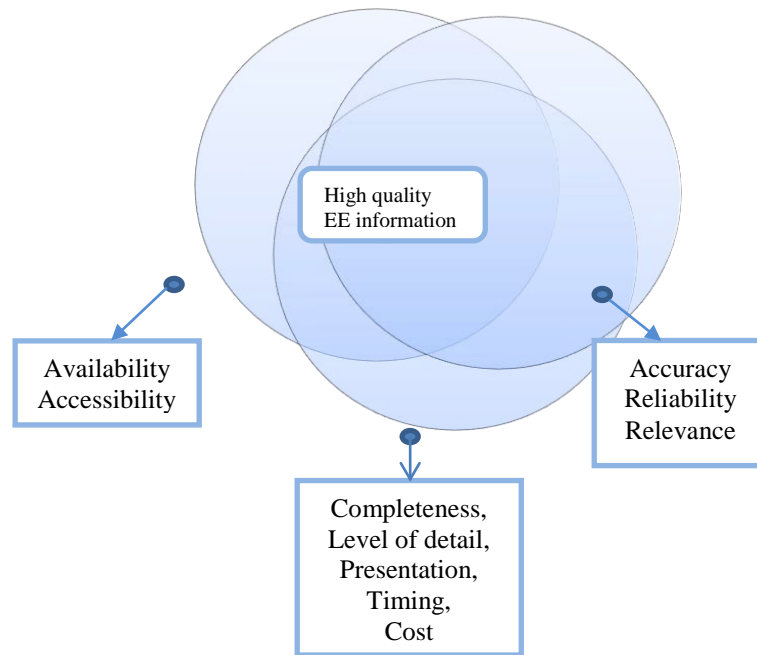 High quality
EE information
Availability
Accessibility
Accuracy
Reliability
Relevance
Completeness,
Level of detail,
Presentation,
Timing,
Cost